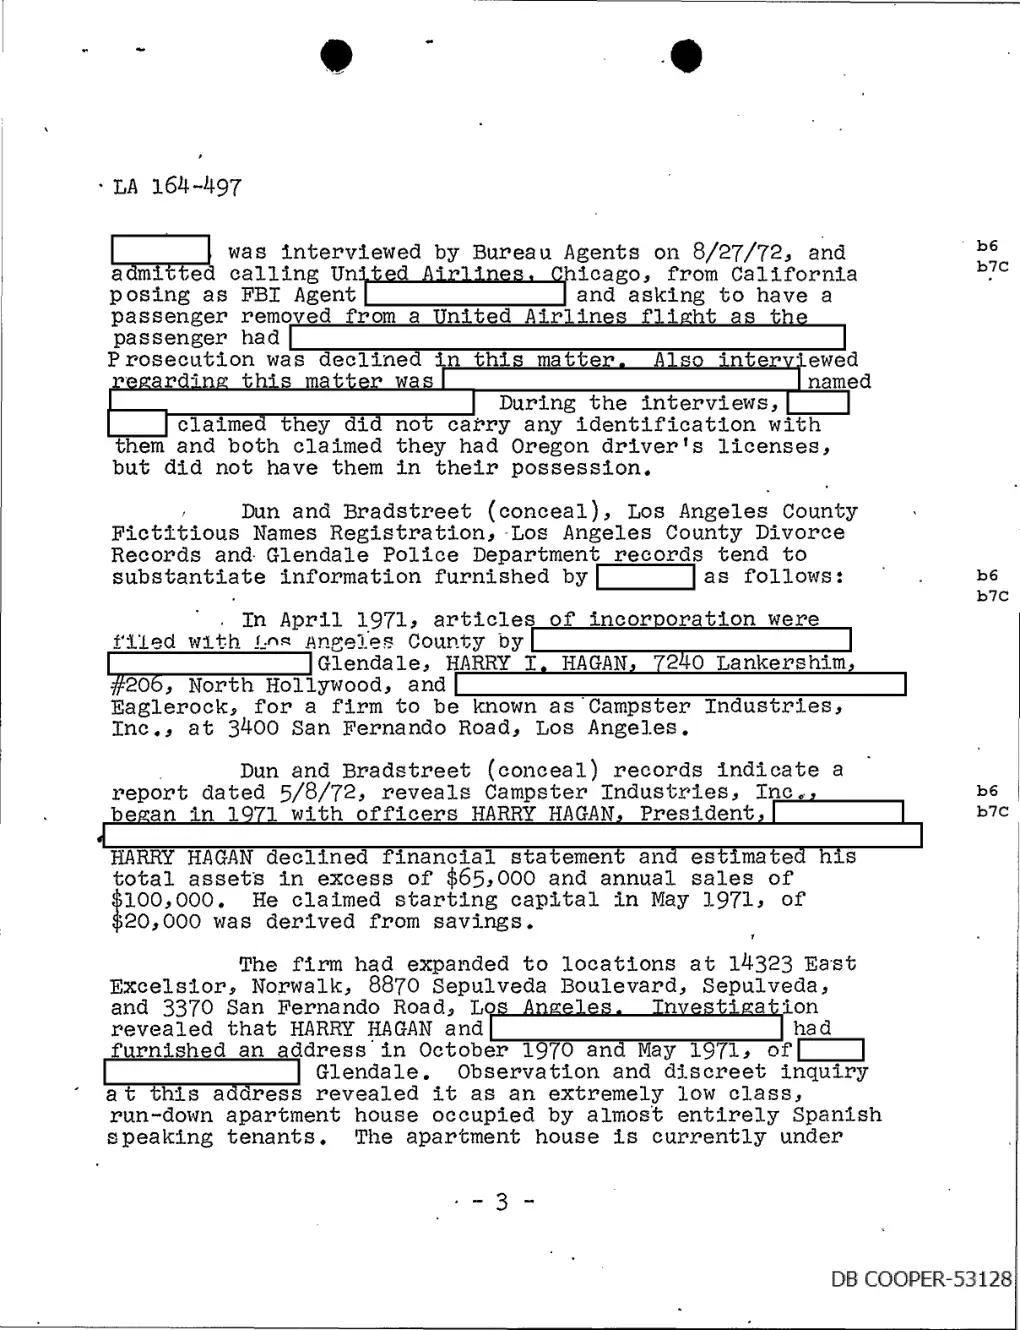 LA 164-497
was interviewed by Bureau Agents on 8/27/72, and
b6
admitted calling United Airlines, Chicago, from California
b7C
posing as FBI Agent and asking to have a
passenger removed from a United Airlines flight as the
passenger had
Prosecution was declined in this matter. Also interviewed
regarding this matter was named
During the interviews,
claimed they did not carry any identification with
them and both claimed they had Oregon driver's licenses,
but did not have them in their possession.
Dun and Bradstreet (conceal), Los Angeles County
Fictitious Names Registration, Los Angeles County Divorce
Records and Glendale Police Department records tend to
substantiate information furnished by as follows:
b6
b7C
In April 1971, articles of incorporation were
filed with Los Angeles County by
Glendale, HARRY I. HAGAN, 7240 Lankershim,
#206, North Hollywood, and
Eaglerock, for a firm to be known as Campster Industries,
Inc., at 3400 San Fernando Road, Los Angeles.
Dun and Bradstreet (conceal) records indicate a
report dated 5/8/72, reveals Campster Industries, Inc.,
b6
began in 1971 with officers HARRY HAGAN, President,
b7C
HARRY HAGAN declined financial statement and estimated his
total assets in excess of $65,000 and annual sales of
$100,000. He claimed starting capital in May 1971, of
$20,000 was derived from savings.
The firm had expanded to locations at 14323 East
Excelsior, Norwalk, 8870 Sepulveda Boulevard, Sepulveda,
and 3370 San Fernando Road, Los Angeles. Investigation
revealed that HARRY HAGAN and had
furnished an address in October 1970 and May 1971, of
Glendale. Observation and discreet inquiry
at this address revealed it as an extremely low class,
run-down apartment house occupied by almost entirely Spanish
speaking tenants. The apartment house is currently under
- 3 -
DB COOPER-53128